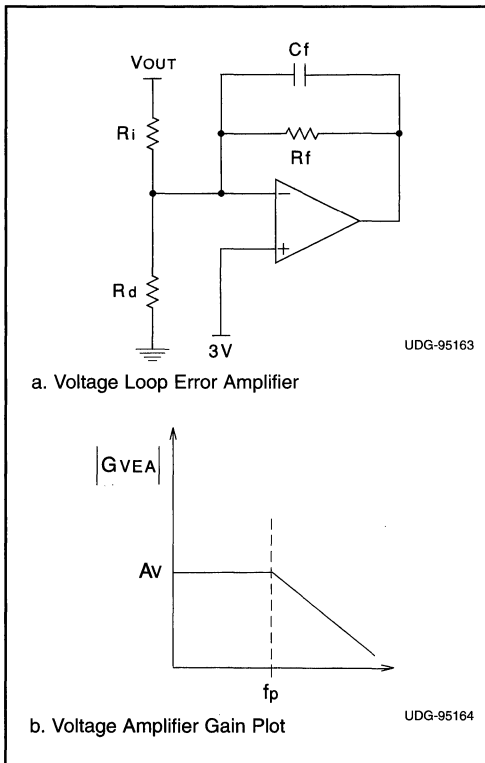 VOUT
Cf
Ri
Rf
−
+
Rd
3V
UDG-95163
a. Voltage Loop Error Amplifier
|GVEA|
AV
fp
UDG-95164
b. Voltage Amplifier Gain Plot